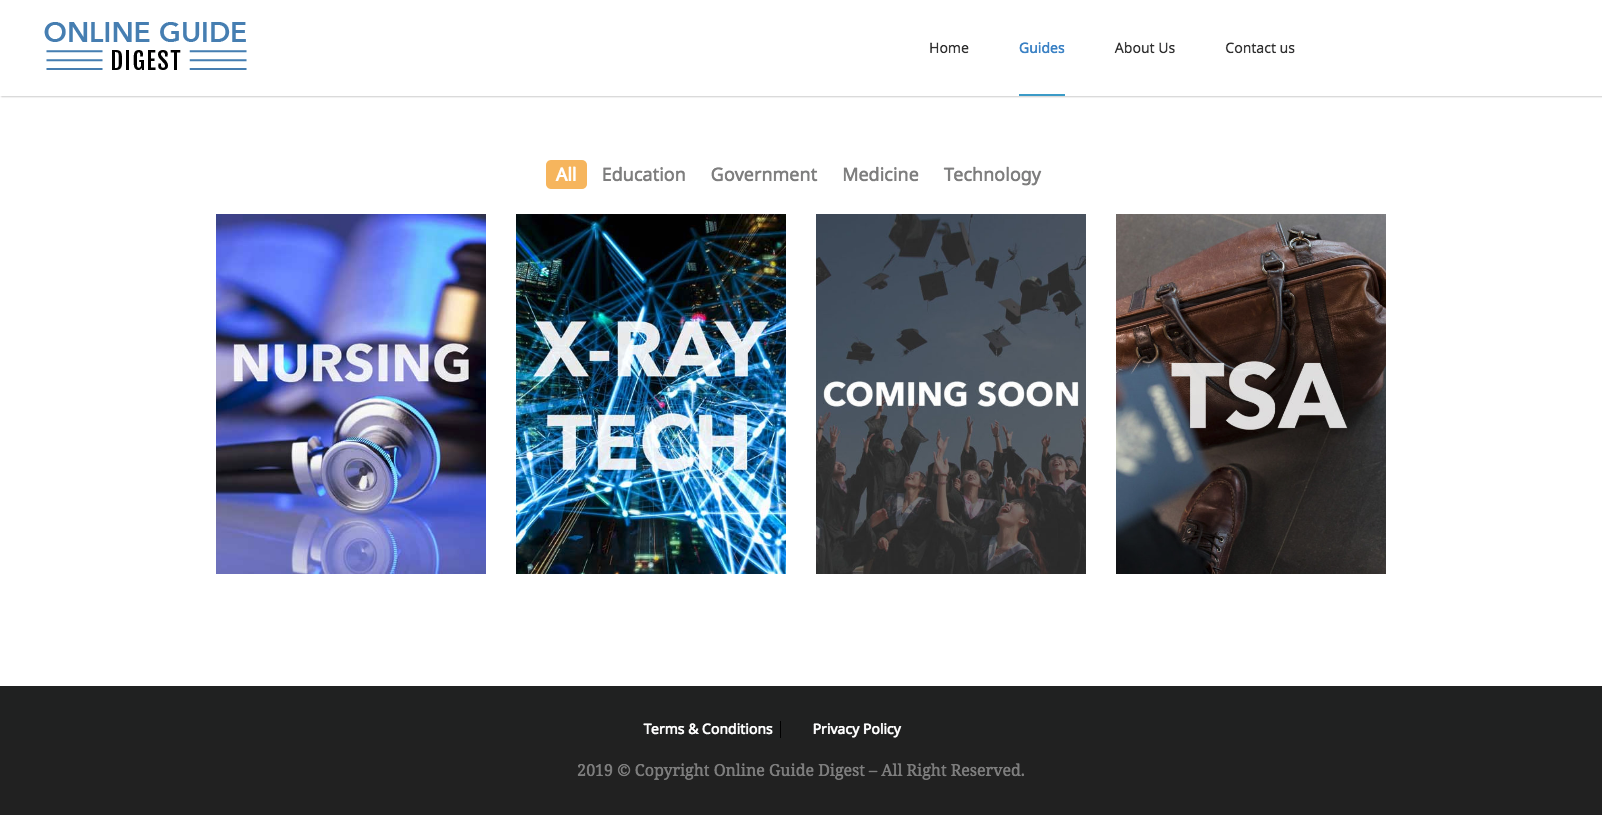 ONLINE GUIDE
DIGEST
Home Guides About Us Contact us
All Education Government Medicine Technology
NURSING
X-RAY
TECH
COMING SOON
TSA
Terms & Conditions | Privacy Policy
2019 © Copyright Online Guide Digest – All Right Reserved.